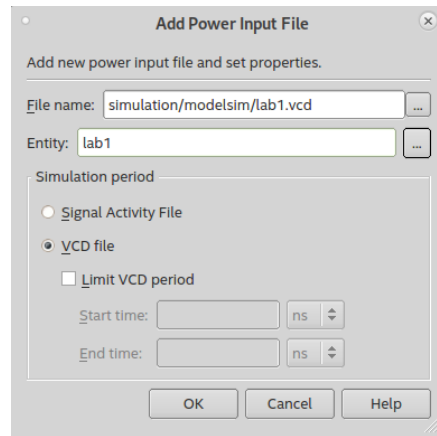 Add Power Input File
Add new power input file and set properties.
File name: simulation/modelsim/lab1.vcd ...
Entity: lab1 ...
Simulation period
Signal Activity File
VCD file
Limit VCD period
Start time: ns
End time: ns
OK Cancel Help